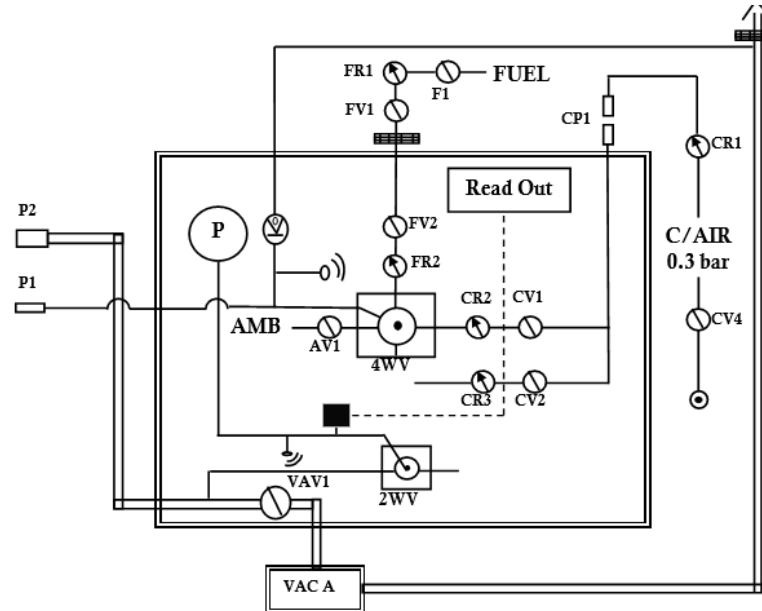 FR1
F1
FUEL
FV1
CP1
CR1
Read Out
P2
P
FV2
C/AIR
0.3 bar
FR2
P1
CR2
CV1
AMB
AV1
CV4
4WV
CR3
CV2
VAV1
2WV
VAC A